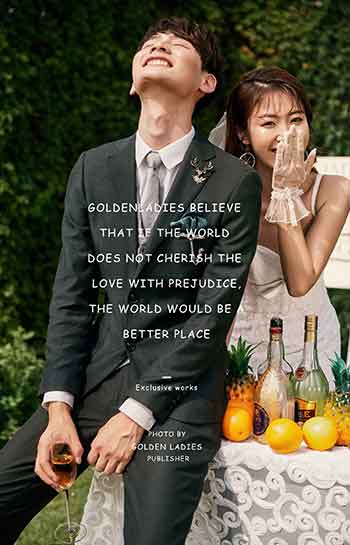 GOLDENLADIES BELIEVE
THAT IF THE WORLD
DOES NOT CHERISH THE
LOVE WITH PREJUDICE,
THE WORLD WOULD BE A
BETTER PLACE
Exclusive works
PHOTO BY
GOLDEN LADIES
PUBLISHER